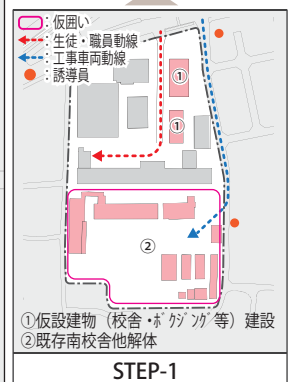 ：仮囲い
：生徒・職員動線
：工事車両動線
：誘導員
①
①
②
①仮設建物（校舎・ﾎﾞｸｼﾞﾝｸﾞ等）建設
②既存南校舎他解体
STEP-1